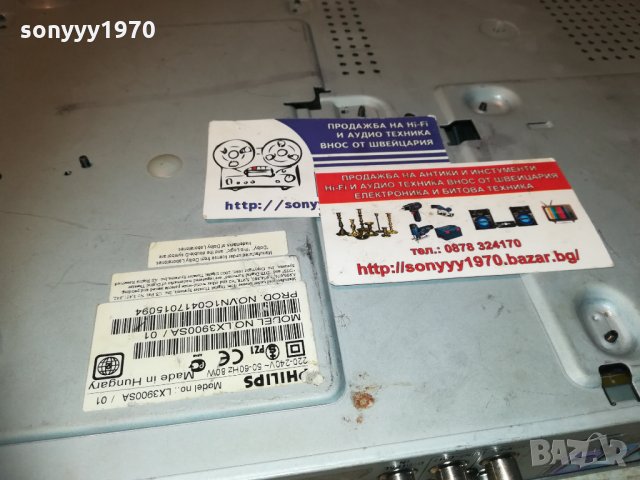 sonyyy1970
ПРОДАЖБА НА Hi-Fi
И АУДИО ТЕХНИКА
ВНОС ОТ ШВЕЙЦАРИЯ
http://sony
ПРОДАЖБА НА АНТИКИ И ИНСТУМЕНТИ
Hi-Fi И АУДИО ТЕХНИКА ВНОС ОТ ШВЕЙЦАРИЯ
ЕЛЕКТРОНИКА И БИТОВА ТЕХНИКА
тел.: 0878 324170
http://sonyyy1970.bazar.bg/
PHILIPS
Model no.: LX3900SA / 01
220-240V~ 50-60Hz 80W
Made in Hungary
MODEL NO. LX3900SA / 01
PROD. NO. VN1C0417015094
BAZAR